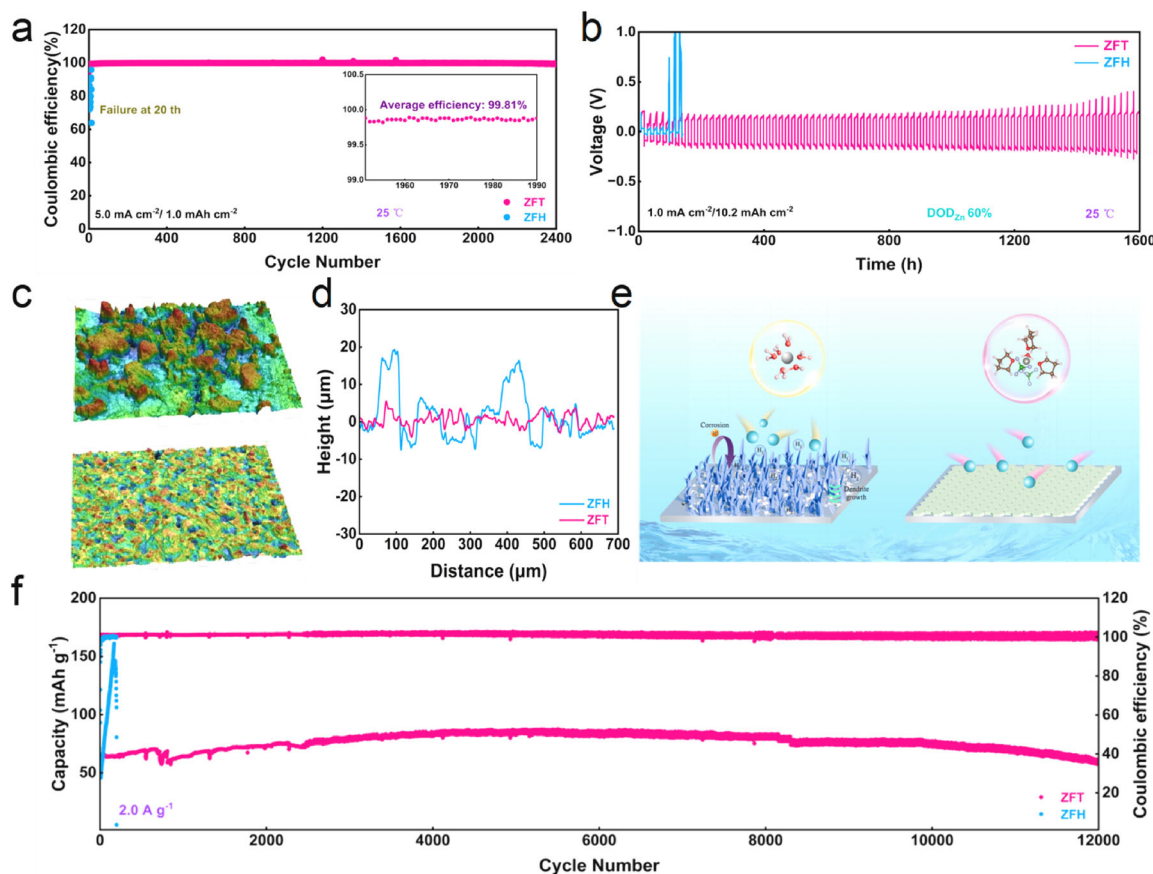 a
Coulombic efficiency(%)
120
100
80
60
40
20
0
Failure at 20 th
100.5
100.0
99.5
99.0
Average efficiency: 99.81%
1960
1970
1980
1990
5.0 mA cm⁻²/ 1.0 mAh cm⁻²
25 ℃
ZFT
ZFH
0
400
800
1200
1600
2000
2400
Cycle Number
b
Voltage (V)
1.0
0.5
0.0
−0.5
−1.0
ZFT
ZFH
1.0 mA cm⁻²/10.2 mAh cm⁻²
DOD_Zn 60%
25 ℃
0
400
800
1200
1600
Time (h)
c
d
Height (μm)
30
20
10
0
-10
-20
-30
ZFH
ZFT
0
100
200
300
400
500
600
700
Distance (μm)
e
Corrosion
H₂
H₂
H₂
H₂
Dendrite
growth
f
Capacity (mAh g⁻¹)
200
150
100
50
2.0 A g⁻¹
ZFT
ZFH
120
100
80
60
40
20
Coulombic efficiency (%)
0
2000
4000
6000
8000
10000
12000
Cycle Number